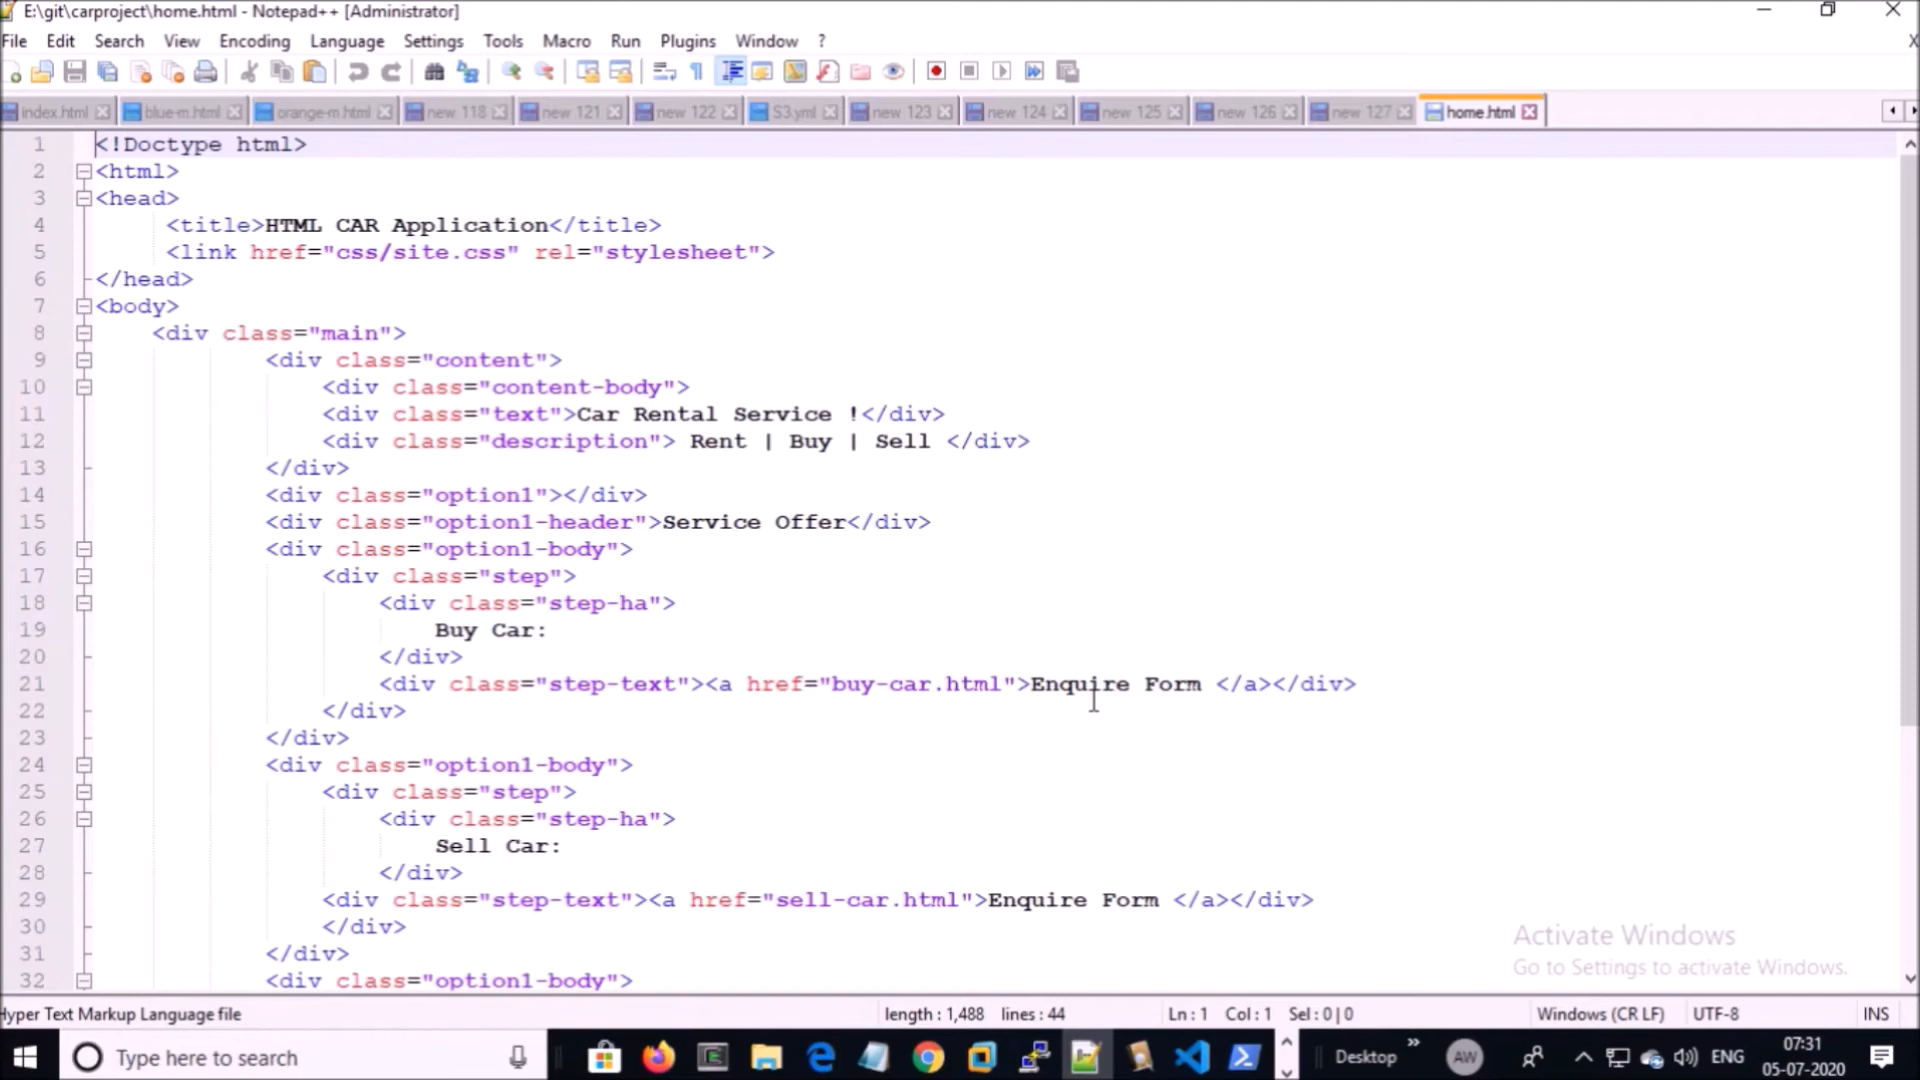 E:\git\carproject\home.html - Notepad++ [Administrator]
File Edit Search View Encoding Language Settings Tools Macro Run Plugins Window ? X
index.html blue-m.html orange-m.html new 118 new 121 new 122 S3.yml new 123 new 124 new 125 new 126 new 127 home.html
1 <!Doctype html>
2 <html>
3 <head>
4 <title>HTML CAR Application</title>
5 <link href="css/site.css" rel="stylesheet">
6 </head>
7 <body>
8 <div class="main">
9 <div class="content">
10 <div class="content-body">
11 <div class="text">Car Rental Service !</div>
12 <div class="description"> Rent | Buy | Sell </div>
13 </div>
14 <div class="option1"></div>
15 <div class="option1-header">Service Offer</div>
16 <div class="option1-body">
17 <div class="step">
18 <div class="step-ha">
19 Buy Car:
20 </div>
21 <div class="step-text"><a href="buy-car.html">Enquire Form </a></div>
22 </div>
23 </div>
24 <div class="option1-body">
25 <div class="step">
26 <div class="step-ha">
27 Sell Car:
28 </div>
29 <div class="step-text"><a href="sell-car.html">Enquire Form </a></div>
30 </div>
31 </div>
32 <div class="option1-body">
Activate Windows
Go to Settings to activate Windows.
Hyper Text Markup Language file length : 1,488 lines : 44 Ln : 1 Col : 1 Sel : 0 | 0 Windows (CR LF) UTF-8 INS
Type here to search Desktop AW ENG 07:31
05-07-2020